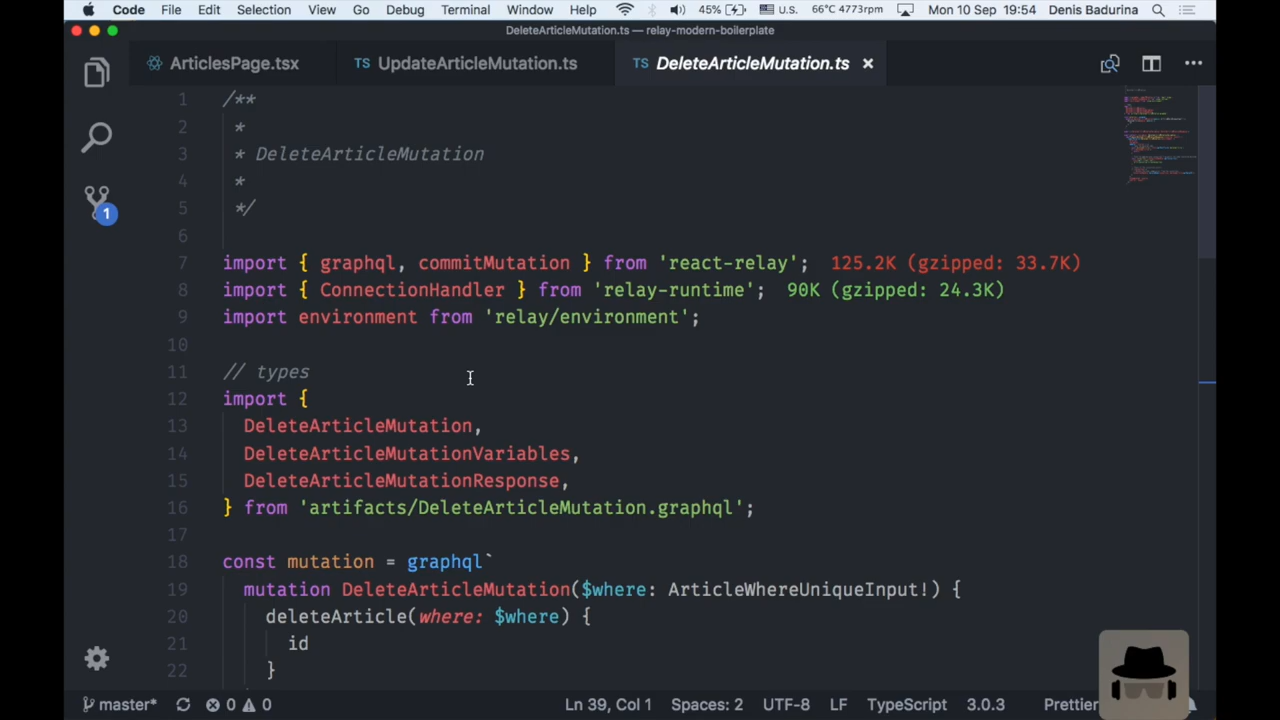 Code File Edit Selection View Go Debug Terminal Window Help 45% U.S. 66°C 4773rpm Mon 10 Sep 19:54 Denis Badurina
DeleteArticleMutation.ts — relay-modern-boilerplate
ArticlesPage.tsx TS UpdateArticleMutation.ts TS DeleteArticleMutation.ts
1 /**
2 *
3 * DeleteArticleMutation
4 *
5 */
6
7 import { graphql, commitMutation } from 'react-relay'; 125.2K (gzipped: 33.7K)
8 import { ConnectionHandler } from 'relay-runtime'; 90K (gzipped: 24.3K)
9 import environment from 'relay/environment';
10
11 // types
12 import {
13 DeleteArticleMutation,
14 DeleteArticleMutationVariables,
15 DeleteArticleMutationResponse,
16 } from 'artifacts/DeleteArticleMutation.graphql';
17
18 const mutation = graphql`
19 mutation DeleteArticleMutation($where: ArticleWhereUniqueInput!) {
20 deleteArticle(where: $where) {
21 id
22 }
1
master* 0 0 Ln 39, Col 1 Spaces: 2 UTF-8 LF TypeScript 3.0.3 Prettier